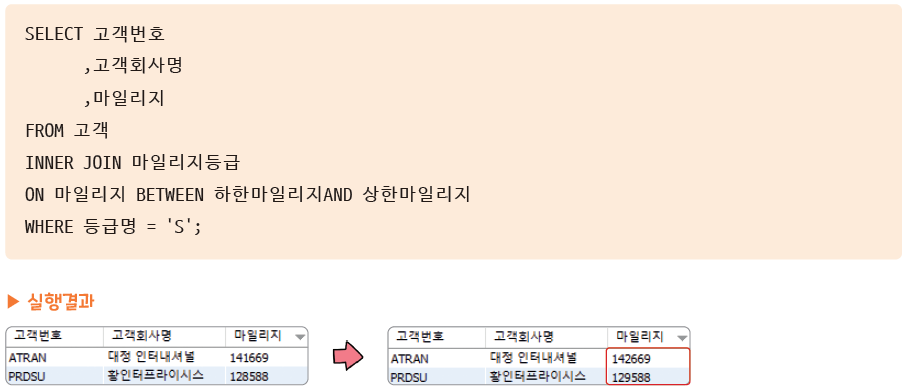 SELECT 고객번호
,고객회사명
,마일리지
FROM 고객
INNER JOIN 마일리지등급
ON 마일리지 BETWEEN 하한마일리지AND 상한마일리지
WHERE 등급명 = 'S';
▶ 실행결과
고객번호 고객회사명 마일리지
ATRAN 대정 인터내셔널 141669
PRDSU 황인터프라이시스 128588
고객번호 고객회사명 마일리지
ATRAN 대정 인터내셔널 142669
PRDSU 황인터프라이시스 129588